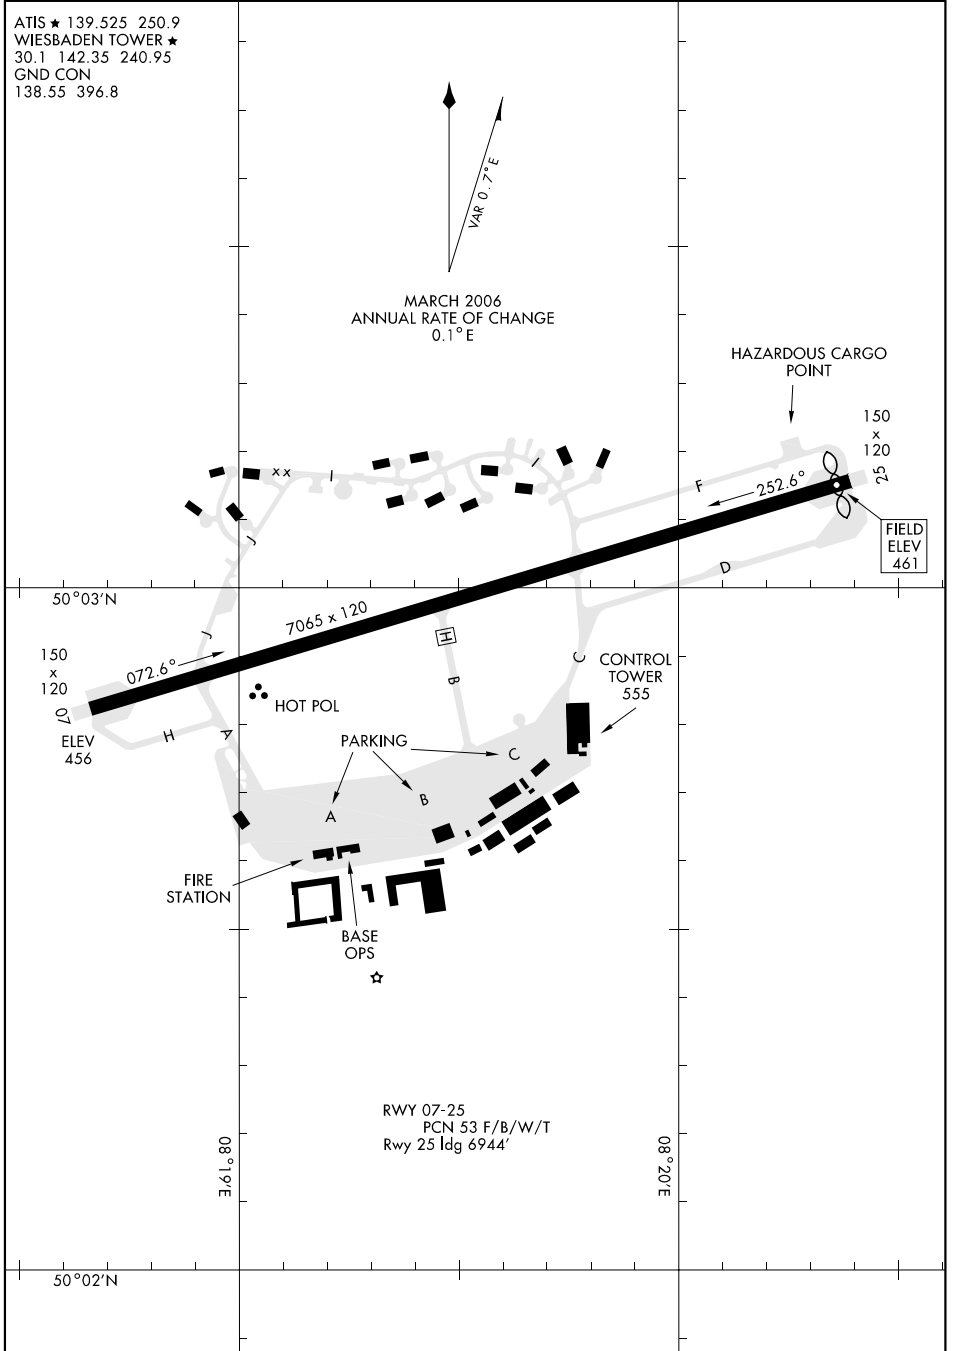 ATIS ★ 139.525 250.9
WIESBADEN TOWER ★
30.1 142.35 240.95
GND CON
138.55 396.8
VAR 0.7°E
MARCH 2006
ANNUAL RATE OF CHANGE
0.1°E
HAZARDOUS CARGO
POINT
150
x
120
25
xx
I
I
F
252.6°
FIELD
ELEV
461
J
D
50°03'N
7065 x 120
J
H
C
150
x
120
072.6°
CONTROL
TOWER
555
B
HOT POL
07
H
A
ELEV
456
PARKING
C
B
A
FIRE
STATION
BASE
OPS
RWY 07-25
PCN 53 F/B/W/T
Rwy 25 ldg 6944'
08°19'E
08°20'E
50°02'N